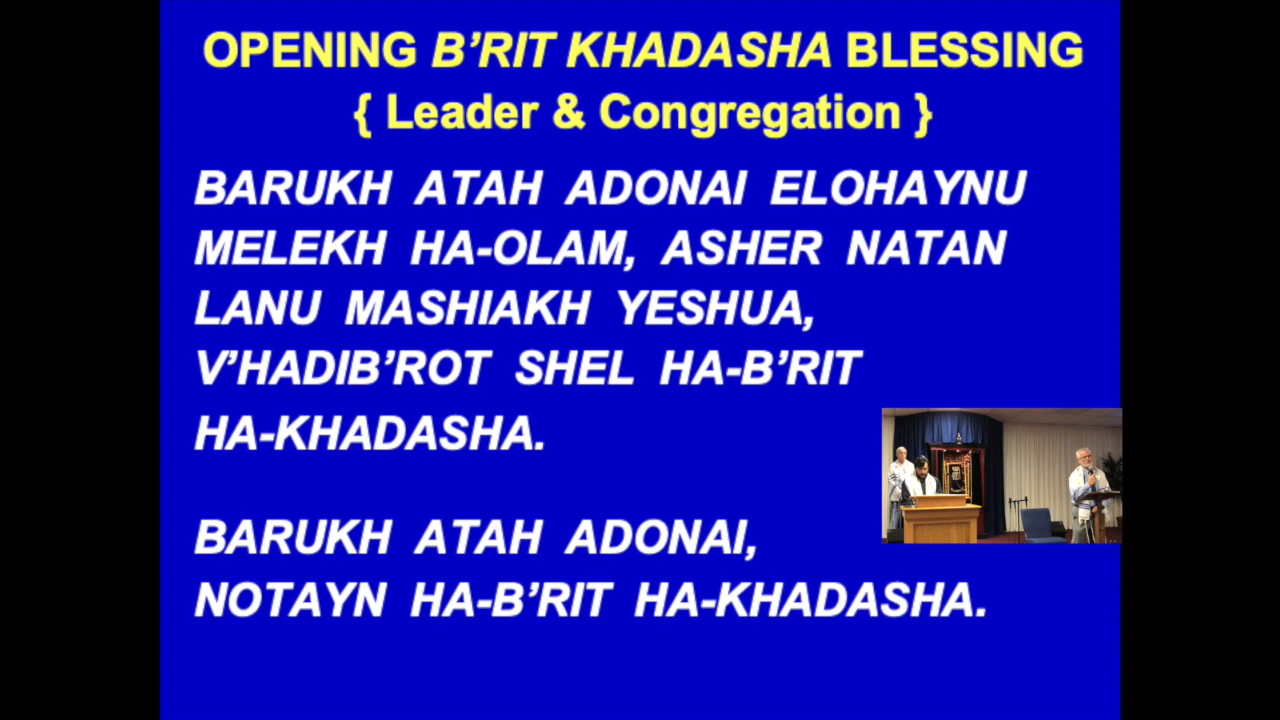 OPENING B’RIT KHADASHA BLESSING
{ Leader & Congregation }
BARUKH ATAH ADONAI ELOHAYNU
MELEKH HA-OLAM, ASHER NATAN
LANU MASHIAKH YESHUA,
V’HADIB’ROT SHEL HA-B’RIT
HA-KHADASHA.
BARUKH ATAH ADONAI,
NOTAYN HA-B’RIT HA-KHADASHA.